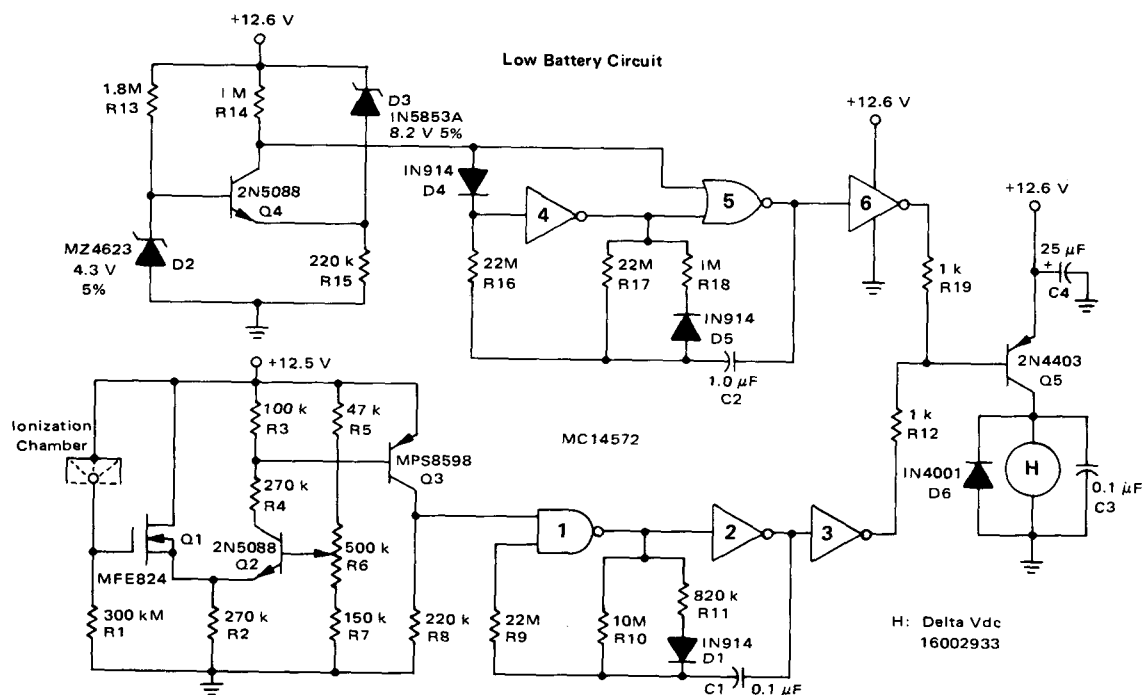 +12.6 V
Low Battery Circuit
1.8M
R13
1 M
R14
D3
IN5853A
8.2 V 5%
+12.6 V
2N5088
Q4
IN914
D4
4
5
6
+12.6 V
MZ4623
4.3 V
5%
D2
220 k
R15
22M
R16
22M
R17
1M
R18
IN914
D5
1.0 µF
C2
1 k
R19
25 µF
+
C4
2N4403
Q5
+12.5 V
Ionization
Chamber
100 k
R3
47 k
R5
MPS8598
Q3
MC14572
1 k
R12
270 k
R4
Q1
MFE824
2N5088
Q2
500 k
R6
1
2
3
IN4001
D6
H
0.1 µF
C3
300 kM
R1
270 k
R2
150 k
R7
220 k
R8
22M
R9
10M
R10
820 k
R11
IN914
D1
C1
0.1 µF
H: Delta Vdc
16002933